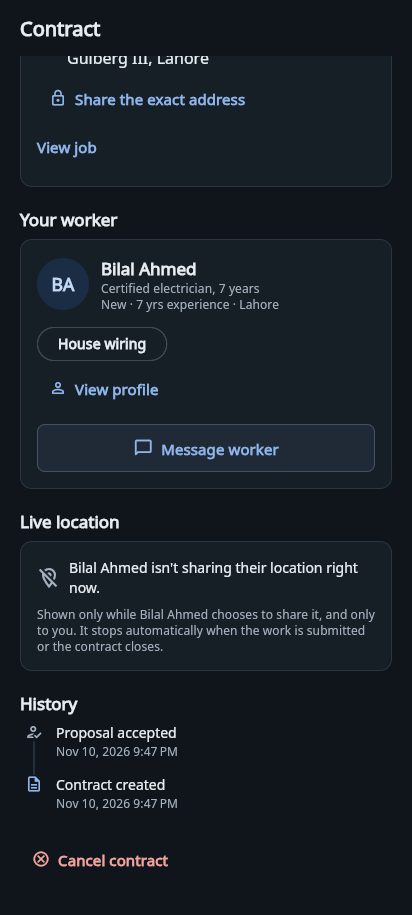 Contract
Gulberg III, Lahore
Share the exact address
View job
Your worker
BA
Bilal Ahmed
Certified electrician, 7 years
New · 7 yrs experience · Lahore
House wiring
View profile
Message worker
Live location
Bilal Ahmed isn't sharing their location right
now.
Shown only while Bilal Ahmed chooses to share it, and only
to you. It stops automatically when the work is submitted
or the contract closes.
History
Proposal accepted
Nov 10, 2026 9:47 PM
Contract created
Nov 10, 2026 9:47 PM
Cancel contract